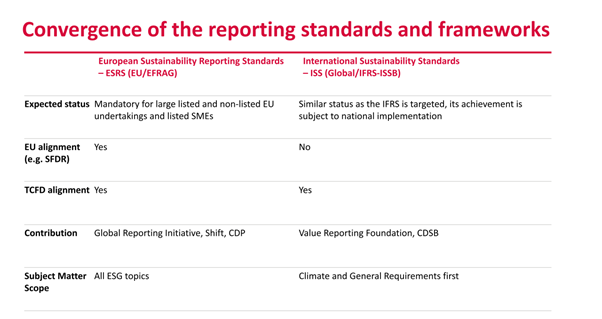 Convergence of the reporting standards and frameworks
European Sustainability Reporting Standards
– ESRS (EU/EFRAG)
International Sustainability Standards
– ISS (Global/IFRS-ISSB)
Expected status
Mandatory for large listed and non-listed EU
undertakings and listed SMEs
Similar status as the IFRS is targeted, its achievement is
subject to national implementation
EU alignment
(e.g. SFDR)
Yes
No
TCFD alignment
Yes
Yes
Contribution
Global Reporting Initiative, Shift, CDP
Value Reporting Foundation, CDSB
Subject Matter
Scope
All ESG topics
Climate and General Requirements first